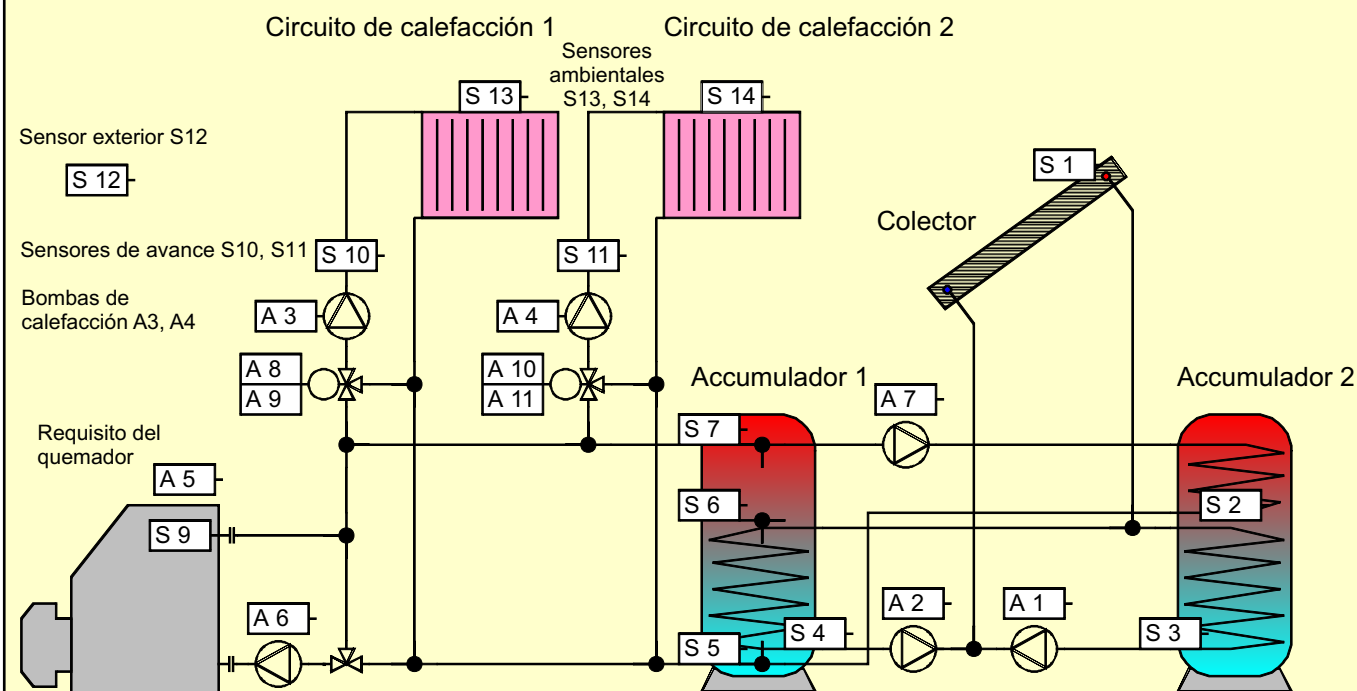 Circuito de calefacción 1
Circuito de calefacción 2
Sensores
ambientales
S13, S14
S 13
S 14
Sensor exterior S12
S 12
S 1
Colector
Sensores de avance S10, S11
S 10
S 11
Bombas de
calefacción A3, A4
A 3
A 4
A 8
A 9
A 10
A 11
Accumulador 1
Accumulador 2
A 7
Requisito del
quemador
S 7
A 5
S 6
S 2
S 9
A 6
A 2
A 1
S 5
S 4
S 3